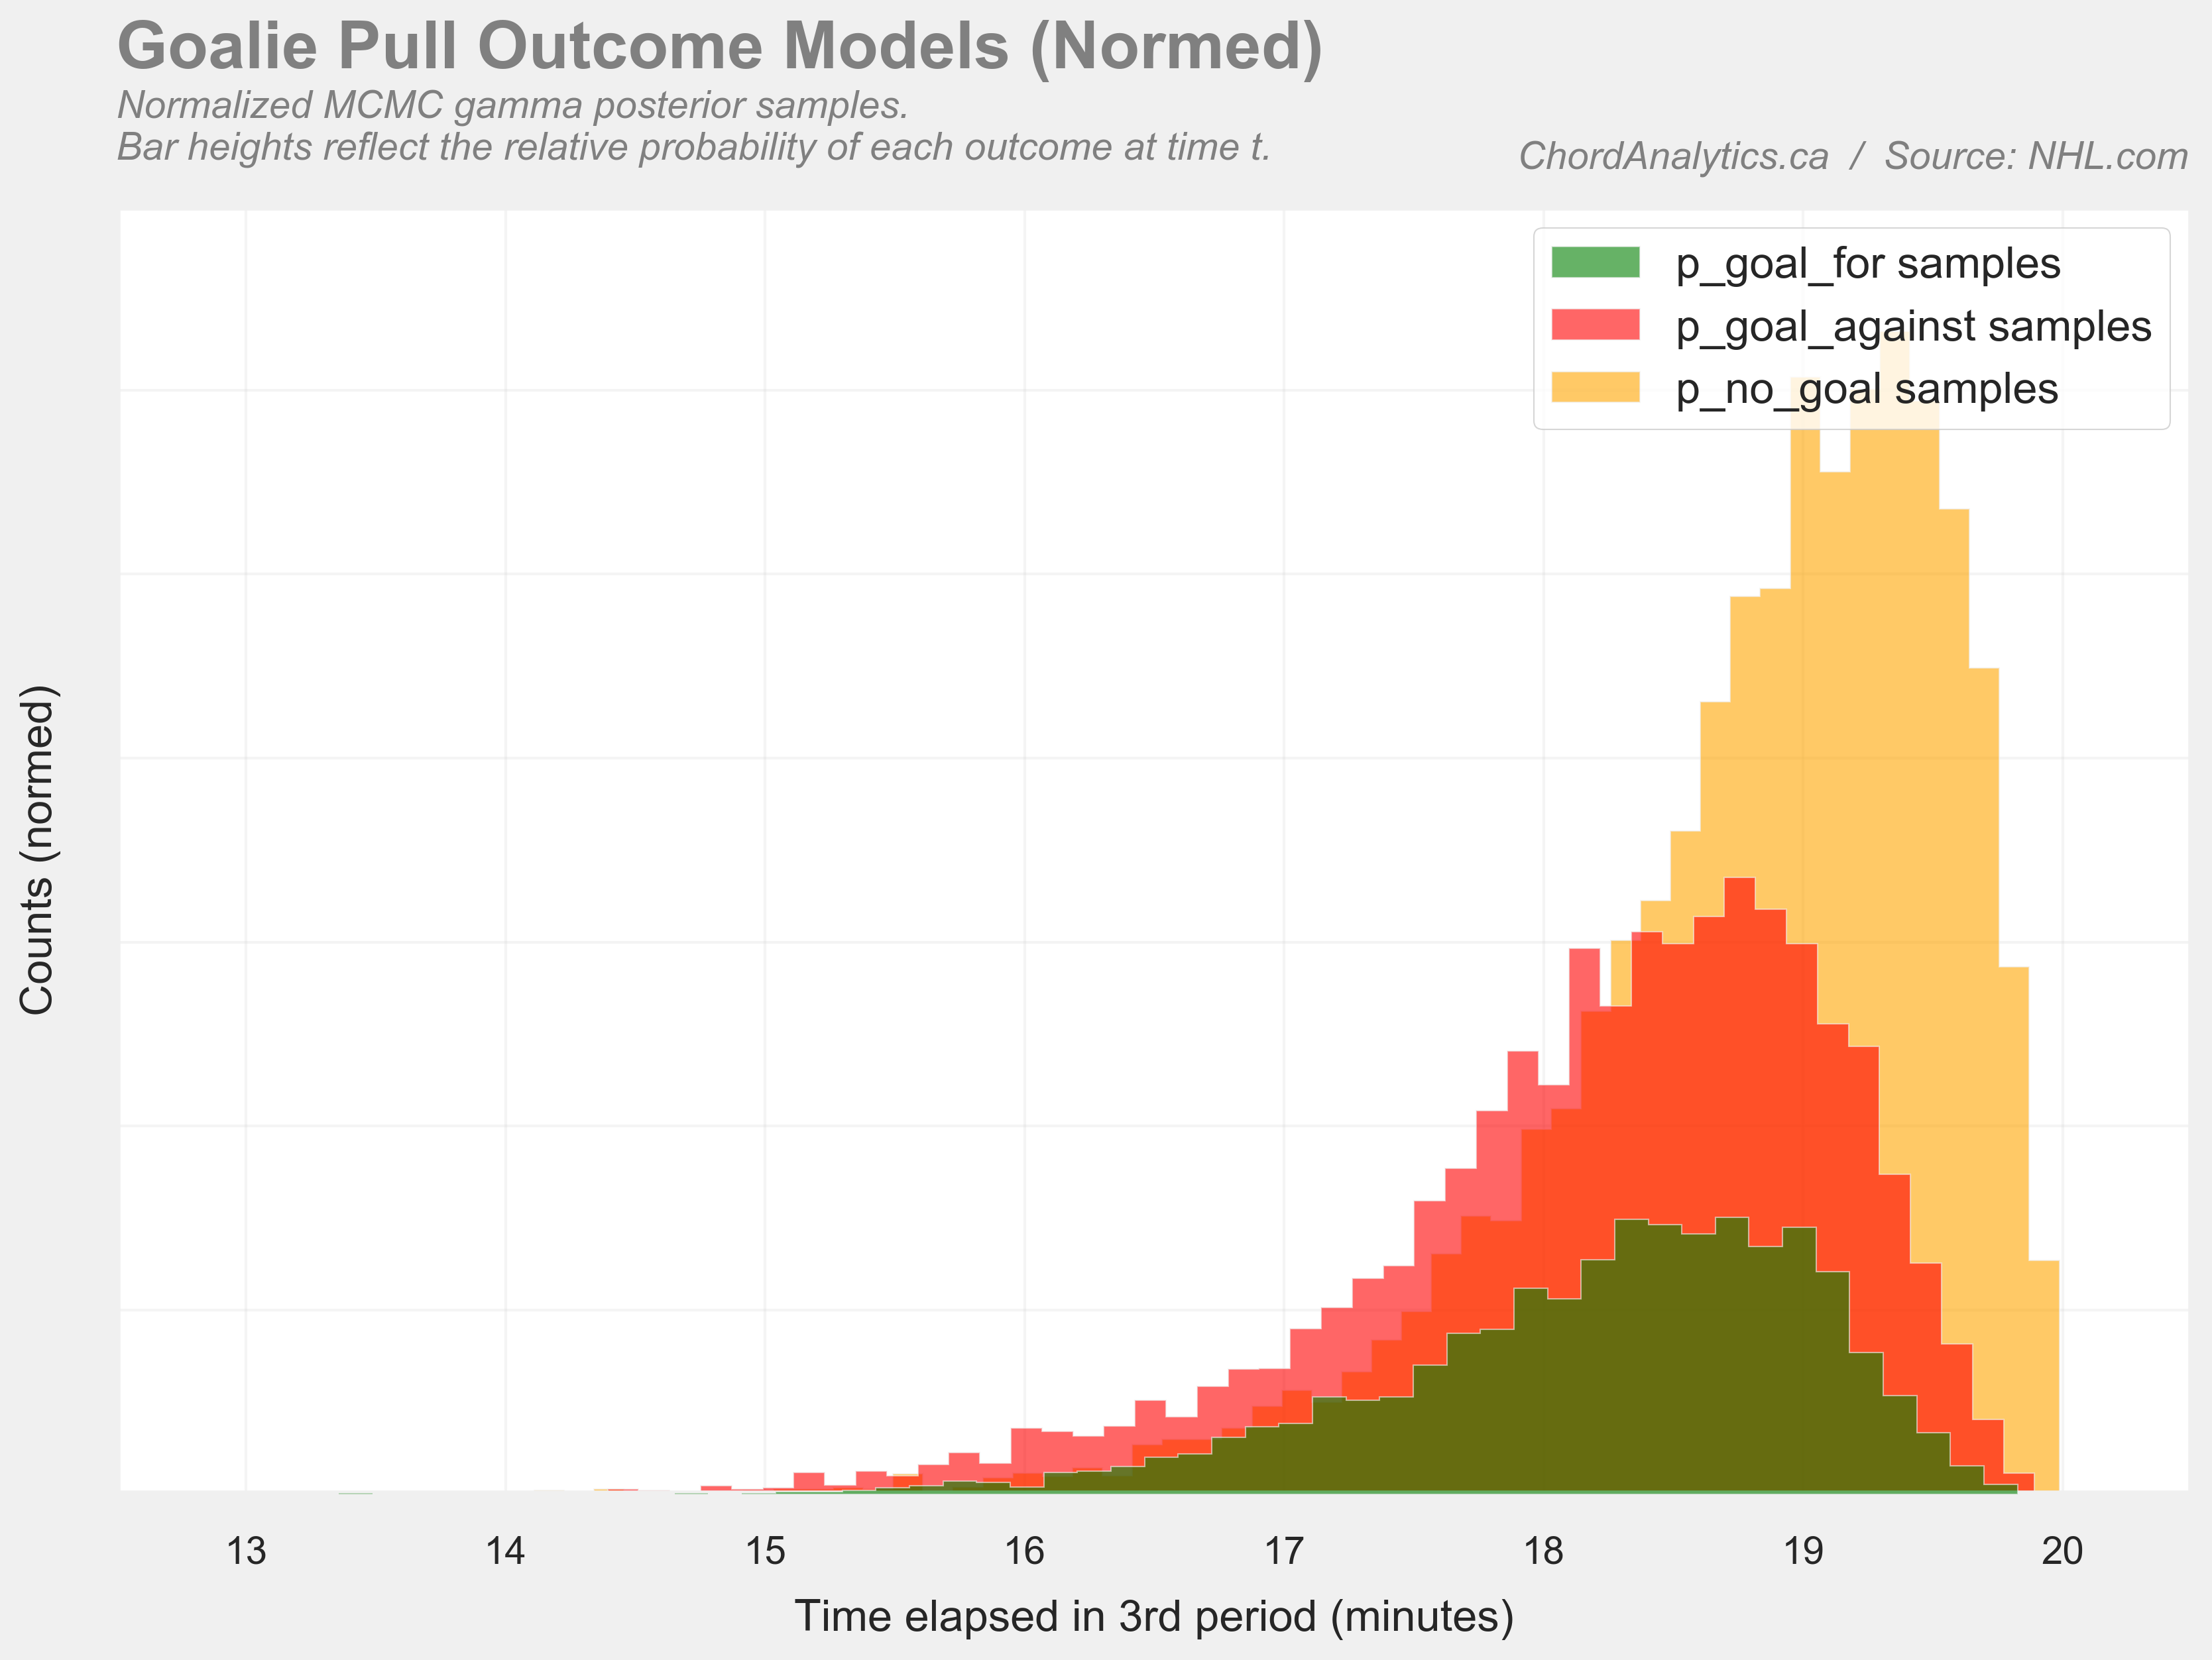 Goalie Pull Outcome Models (Normed)
Normalized MCMC gamma posterior samples.
Bar heights reflect the relative probability of each outcome at time t.
ChordAnalytics.ca / Source: NHL.com
p_goal_for samples
p_goal_against samples
p_no_goal samples
Counts (normed)
13 14 15 16 17 18 19 20
Time elapsed in 3rd period (minutes)